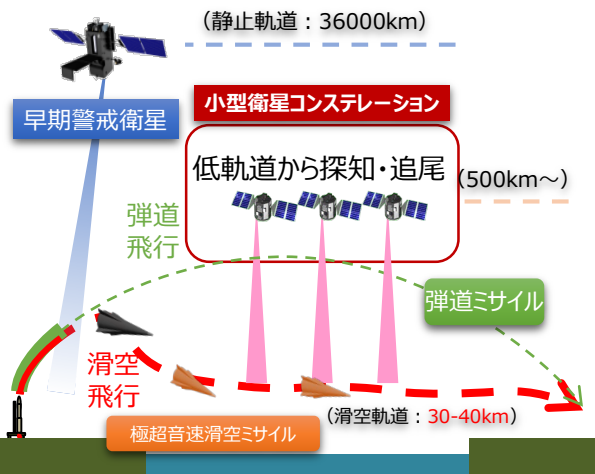 （静止軌道：36000km）
早期警戒衛星
小型衛星コンステレーション
低軌道から探知・追尾
（500km～）
弾道
飛行
弾道ミサイル
滑空
飛行
（滑空軌道：30-40km）
極超音速滑空ミサイル